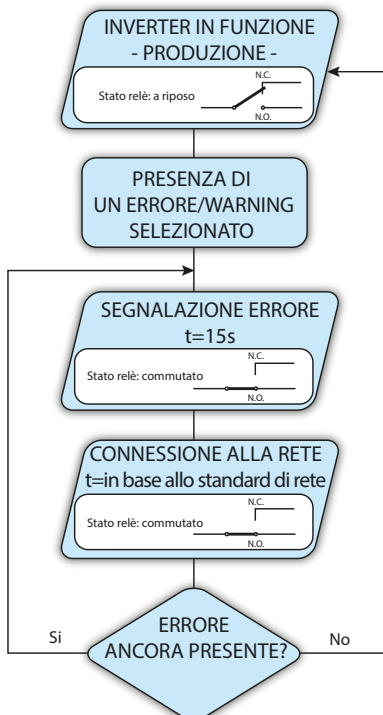 INVERTER IN FUNZIONE
- PRODUZIONE -
N.C.
Stato relè: a riposo
N.O.
PRESENZA DI
UN ERRORE/WARNING
SELEZIONATO
SEGNALAZIONE ERRORE
t=15s
N.C.
Stato relè: commutato
N.O.
CONNESSIONE ALLA RETE
t=in base allo standard di rete
N.C.
Stato relè: commutato
N.O.
ERRORE
ANCORA PRESENTE?
Si
No